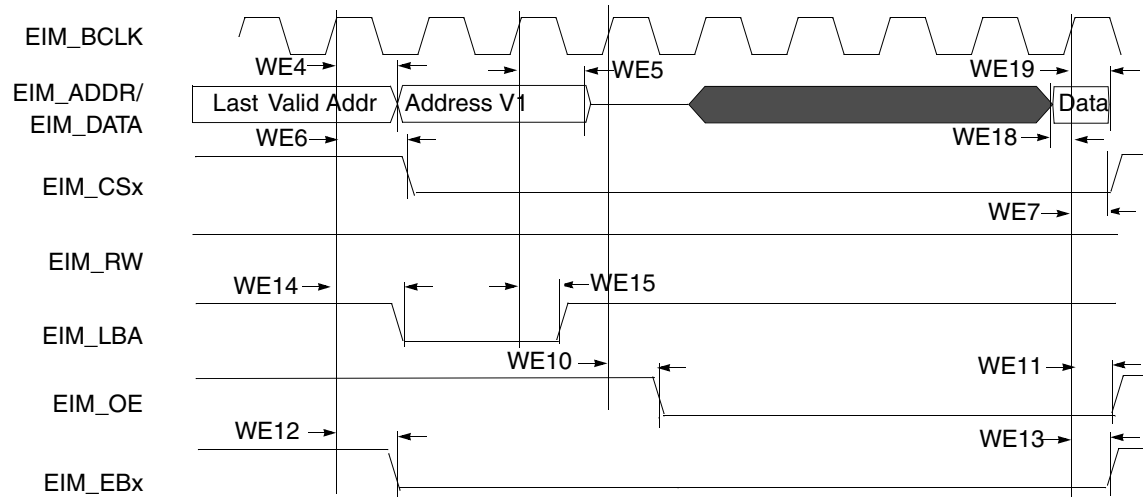 EIM_BCLK
WE4
WE5
WE19
EIM_ADDR/
EIM_DATA
Last Valid Addr
Address V1
Data
WE6
WE18
EIM_CSx
WE7
EIM_RW
WE14
WE15
EIM_LBA
WE10
WE11
EIM_OE
WE12
WE13
EIM_EBx